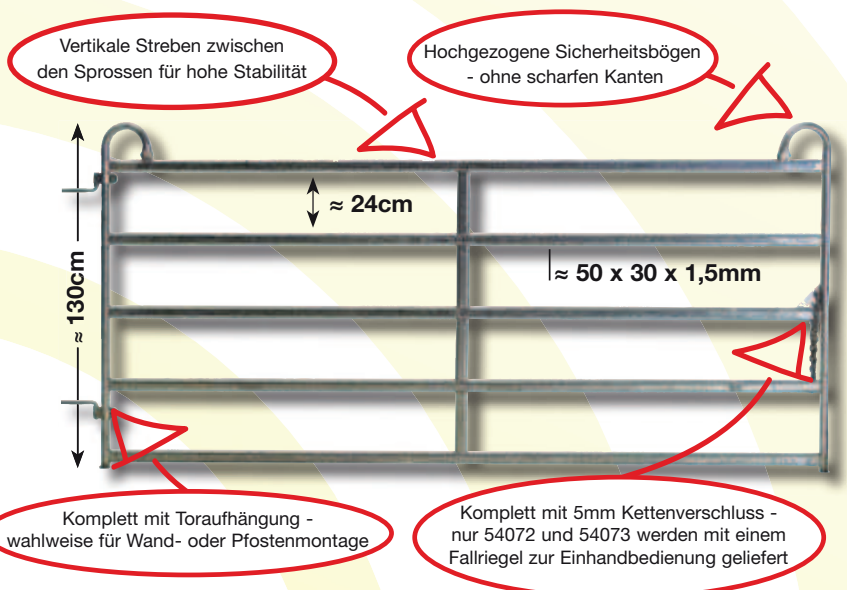 Vertikale Streben zwischen
den Sprossen für hohe Stabilität
Hochgezogene Sicherheitsbögen
- ohne scharfen Kanten
≈ 24cm
≈ 50 x 30 x 1,5mm
≈ 130cm
Komplett mit Toraufhängung -
wahlweise für Wand- oder Pfostenmontage
Komplett mit 5mm Kettenverschluss -
nur 54072 und 54073 werden mit einem
Fallriegel zur Einhandbedienung geliefert